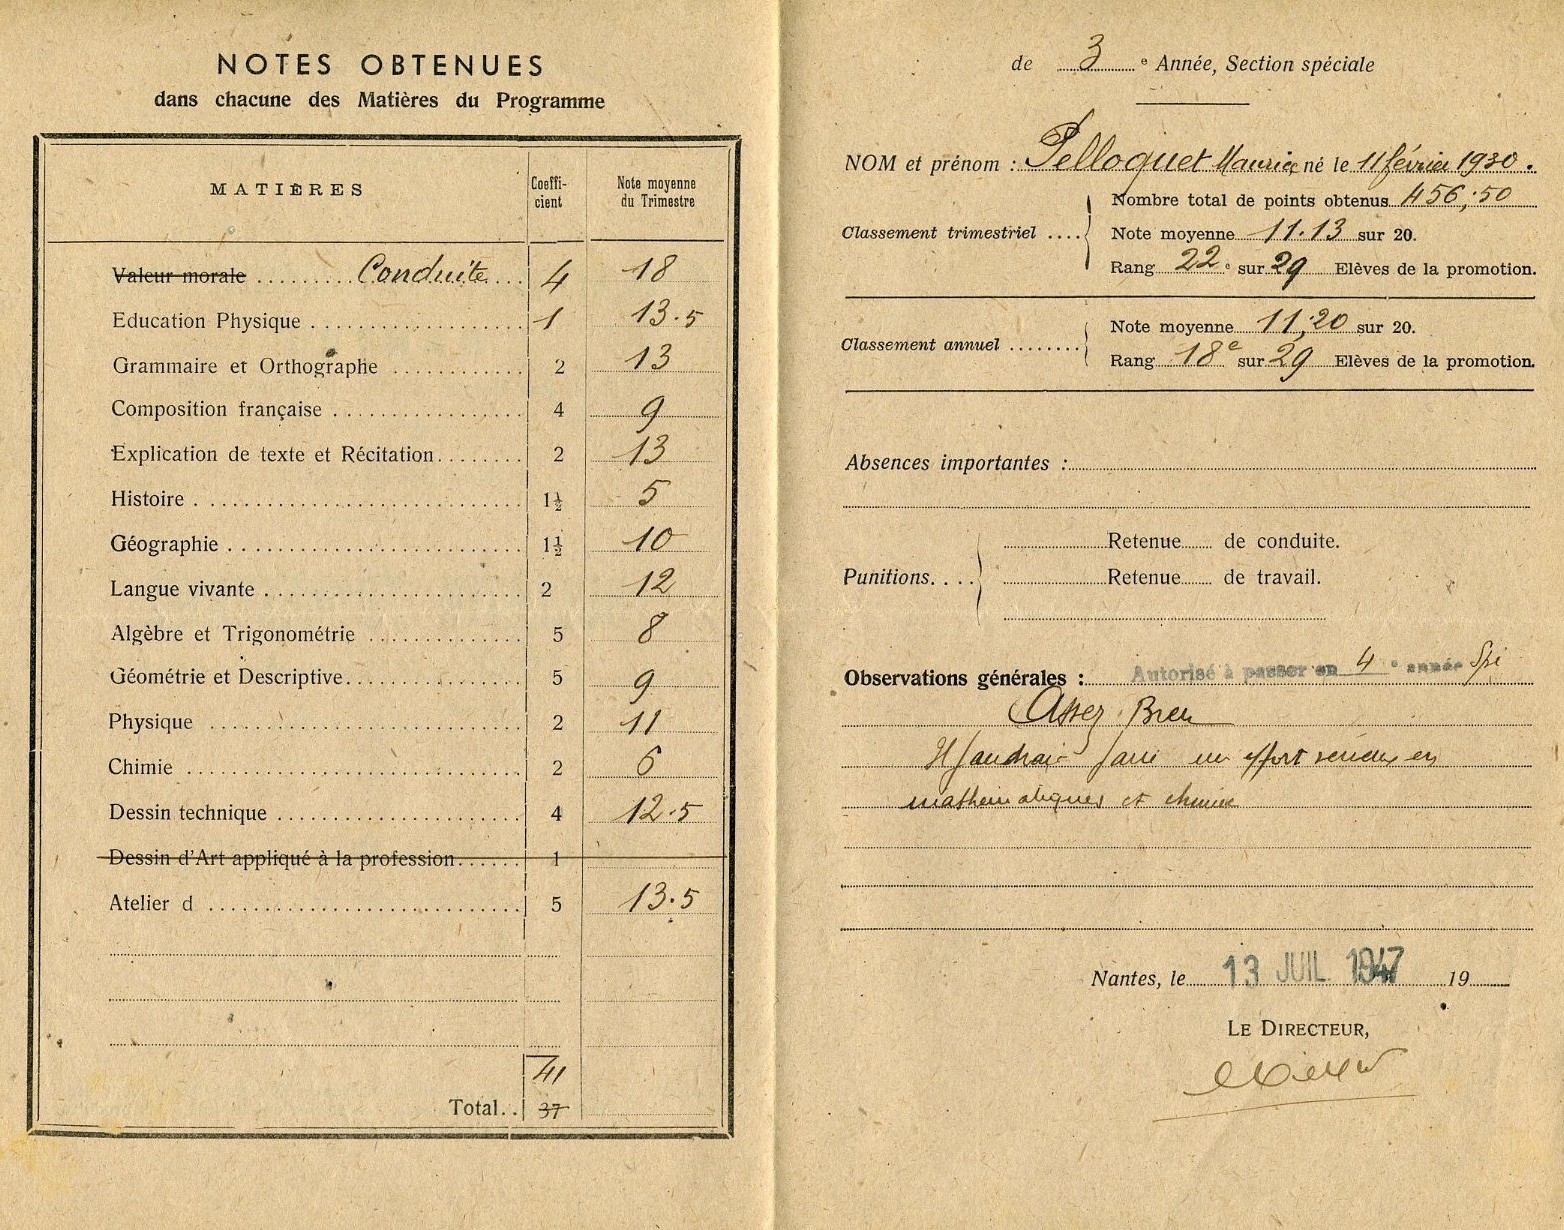 NOTES OBTENUES
dans chacune des Matières du Programme
MATIÈRES Coeffi-cient Note moyenne du Trimestre
Valeur morale ......... Conduite ... 4 18
Education Physique .................. 1 13.5
Grammaire et Orthographe ............ 2 13
Composition française ................ 4 9
Explication de texte et Récitation........ 2 13
Histoire ............................ 1½ 5
Géographie ......................... 1½ 10
Langue vivante ...................... 2 12
Algèbre et Trigonométrie .............. 5 8
Géométrie et Descriptive................ 5 9
Physique ........................... 2 11
Chimie ............................. 2 6
Dessin technique ..................... 4 12.5
Dessin d'Art appliqué à la profession...... 1
Atelier d ........................... 5 13.5
41
Total.. 37
de 3e Année, Section spéciale
NOM et prénom : Pelloquet Maurice né le 11 février 1930.
Nombre total de points obtenus 456,50
Classement trimestriel .... Note moyenne 11.13 sur 20.
Rang 22e sur 29 Elèves de la promotion.
Note moyenne 11,20 sur 20.
Classement annuel ........ Rang 18e sur 29 Elèves de la promotion.
Absences importantes :
Retenue ...... de conduite.
Punitions.... Retenue ...... de travail.
Observations générales : Autorisé à passer en 4e année Spé
Assez Bien
Il faudrait faire un effort sérieux en
mathématiques et chimie
Nantes, le 13 JUIL 1947 19
LE DIRECTEUR,